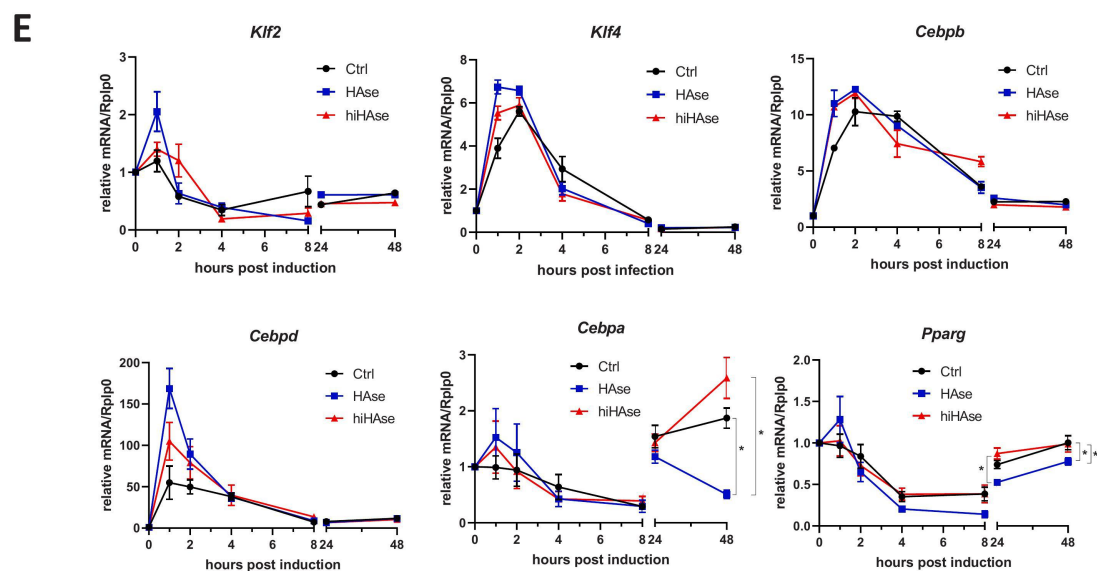 E
Klf2
relative mRNA/Rplp0
3
2
1
0
Ctrl
HAse
hiHAse
0 2 4 6 8 24 48
hours post induction
Klf4
relative mRNA/Rplp0
8
6
4
2
0
Ctrl
HAse
hiHAse
0 2 4 6 8 24 48
hours post infection
Cebpb
relative mRNA/Rplp0
15
10
5
0
Ctrl
HAse
hiHAse
0 2 4 6 8 24 48
hours post induction
Cebpd
relative mRNA/Rplp0
200
150
100
50
0
Ctrl
HAse
hiHAse
0 2 4 6 8 24 48
hours post induction
Cebpa
relative mRNA/Rplp0
3
2
1
0
Ctrl
HAse
hiHAse
*
*
0 2 4 6 8 24 48
hours post induction
Pparg
relative mRNA/Rplp0
2.0
1.5
1.0
0.5
0.0
Ctrl
HAse
hiHAse
*
*
*
0 2 4 6 8 24 48
hours post induction